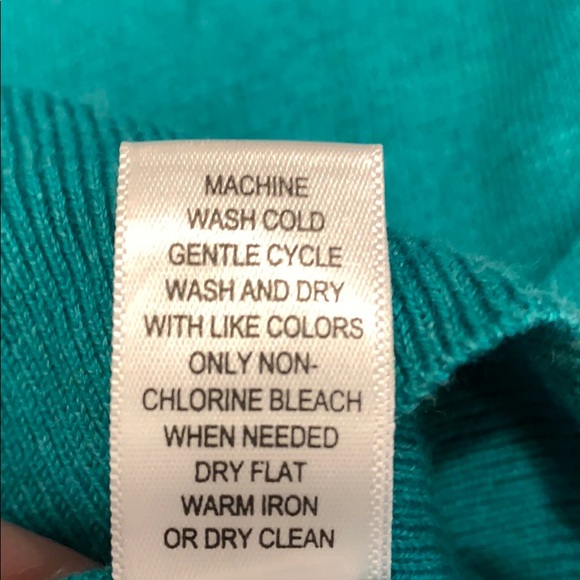 MACHINE
WASH COLD
GENTLE CYCLE
WASH AND DRY
WITH LIKE COLORS
ONLY NON-
CHLORINE BLEACH
WHEN NEEDED
DRY FLAT
WARM IRON
OR DRY CLEAN